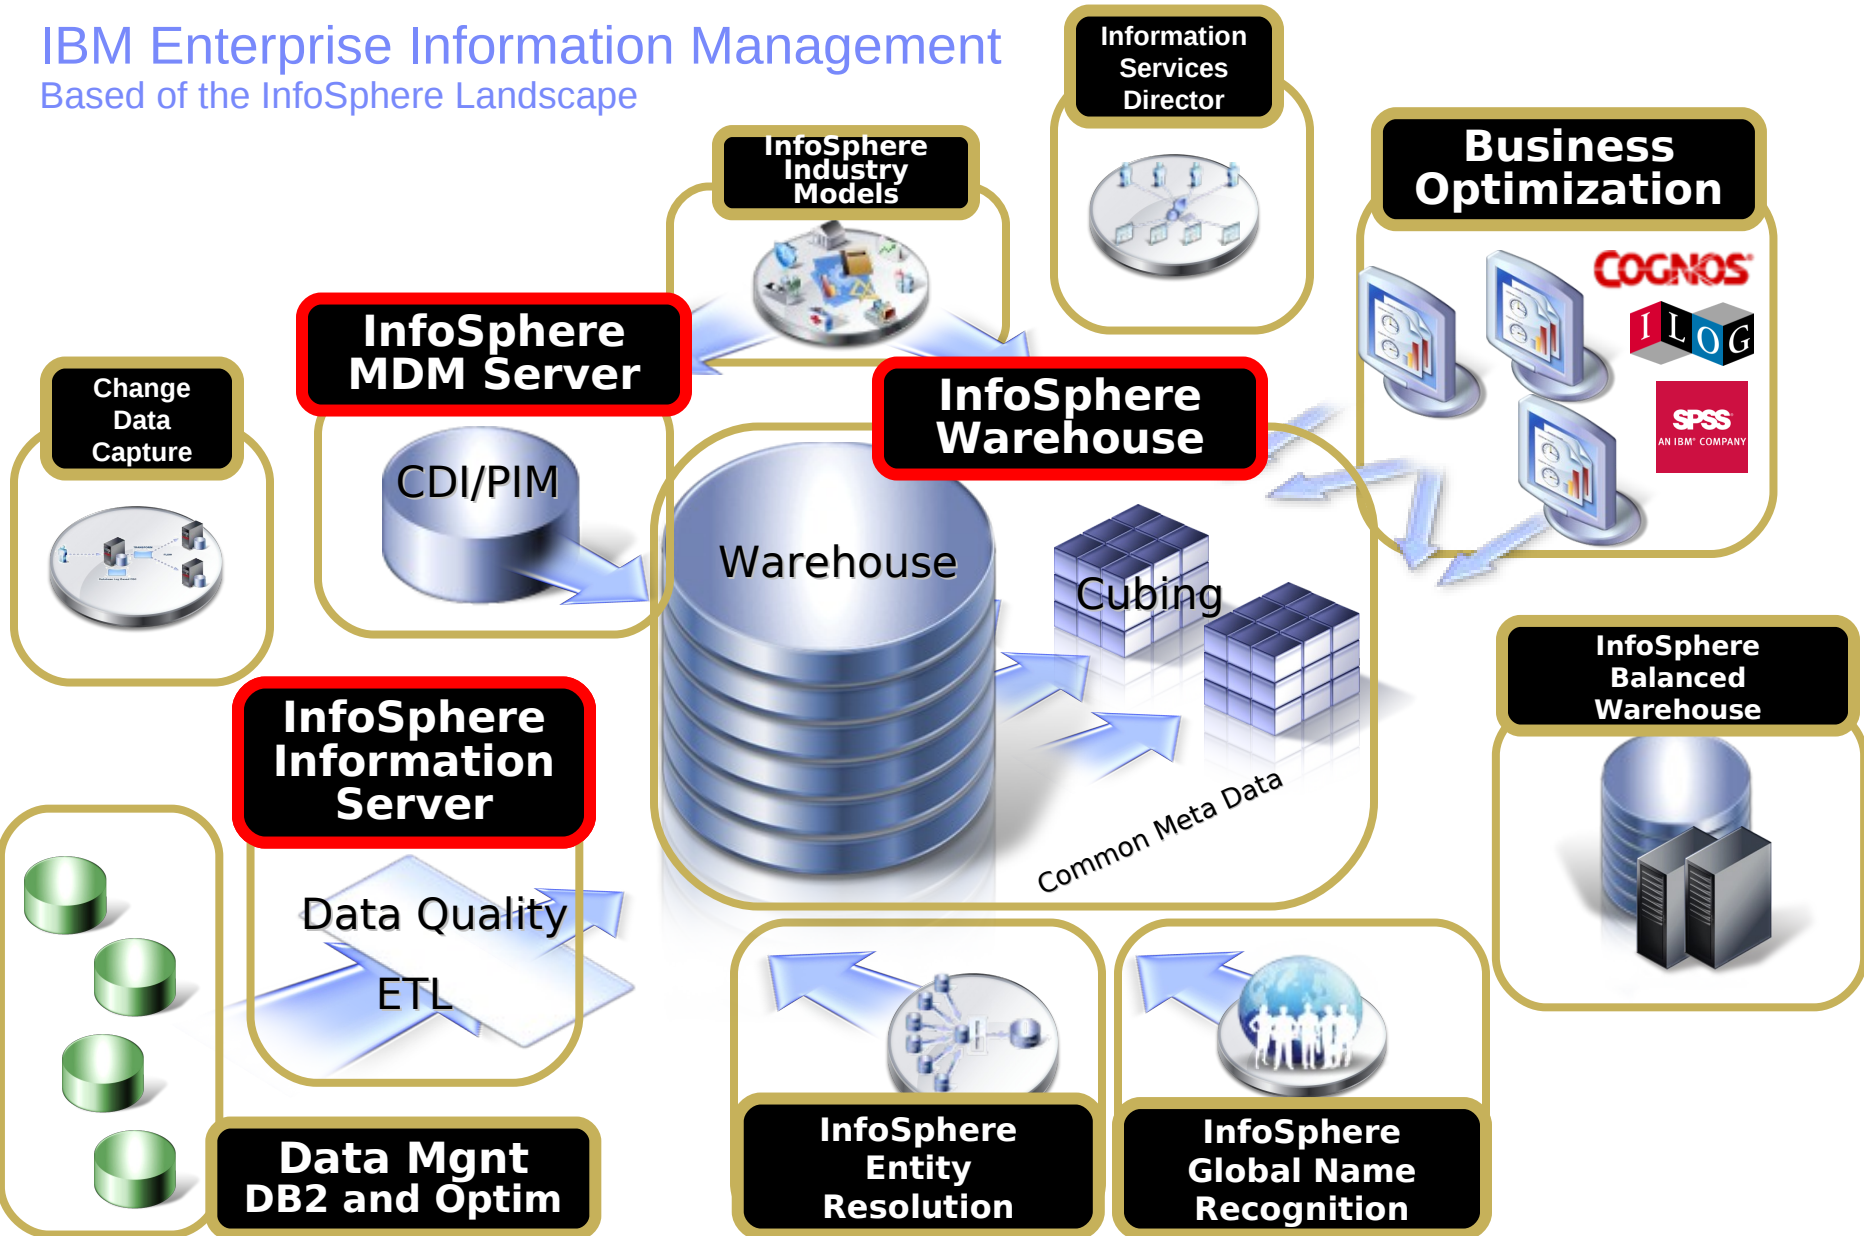 IBM Enterprise Information Management
Based of the InfoSphere Landscape
Information
Services
Director
InfoSphere
Industry
Models
Business
Optimization
COGNOS
ILOG
SPSS
AN IBM® COMPANY
InfoSphere
MDM Server
InfoSphere
Warehouse
Change
Data
Capture
CDI/PIM
Warehouse
Cubing
Common Meta Data
InfoSphere
Balanced
Warehouse
InfoSphere
Information
Server
Data Quality
ETL
Data Mgnt
DB2 and Optim
InfoSphere
Entity
Resolution
InfoSphere
Global Name
Recognition